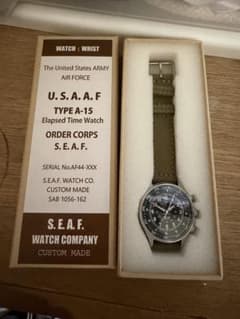 WATCH : WRIST
The United States ARMY
AIR FORCE
U. S. A. A. F
TYPE A-15
Elapsed Time Watch
ORDER CORPS
S. E. A. F.
SERIAL No.AF44-XXX
S.E.A.F. WATCH CO.
CUSTOM MADE
SAB 1056-162
S.E.A.F.
WATCH COMPANY
CUSTOM MADE